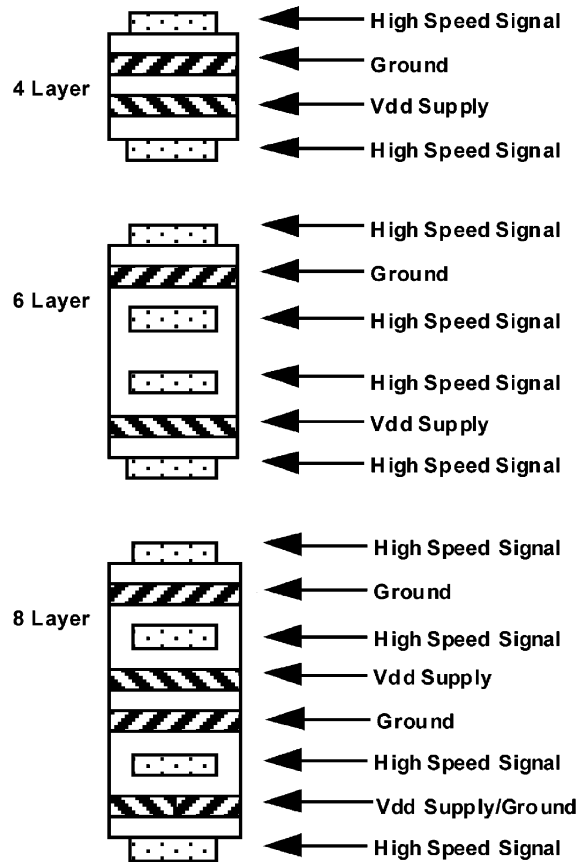 High Speed Signal
Ground
4 Layer
Vdd Supply
High Speed Signal
High Speed Signal
Ground
6 Layer
High Speed Signal
High Speed Signal
Vdd Supply
High Speed Signal
High Speed Signal
Ground
8 Layer
High Speed Signal
Vdd Supply
Ground
High Speed Signal
Vdd Supply/Ground
High Speed Signal